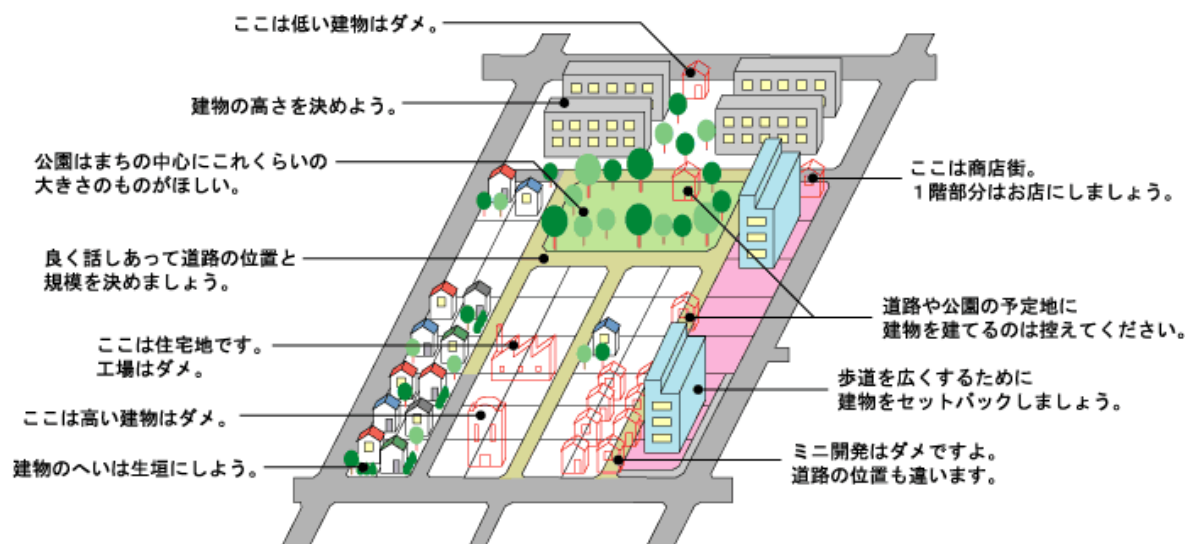 ここは低い建物はダメ。
建物の高さを決めよう。
公園はまちの中心にこれくらいの
大きさのものがほしい。
ここは商店街。
1階部分はお店にしましょう。
良く話しあって道路の位置と
規模を決めましょう。
道路や公園の予定地に
建物を建てるのは控えてください。
ここは住宅地です。
工場はダメ。
歩道を広くするために
建物をセットバックしましょう。
ここは高い建物はダメ。
建物のへいは生垣にしよう。
ミニ開発はダメですよ。
道路の位置も違います。